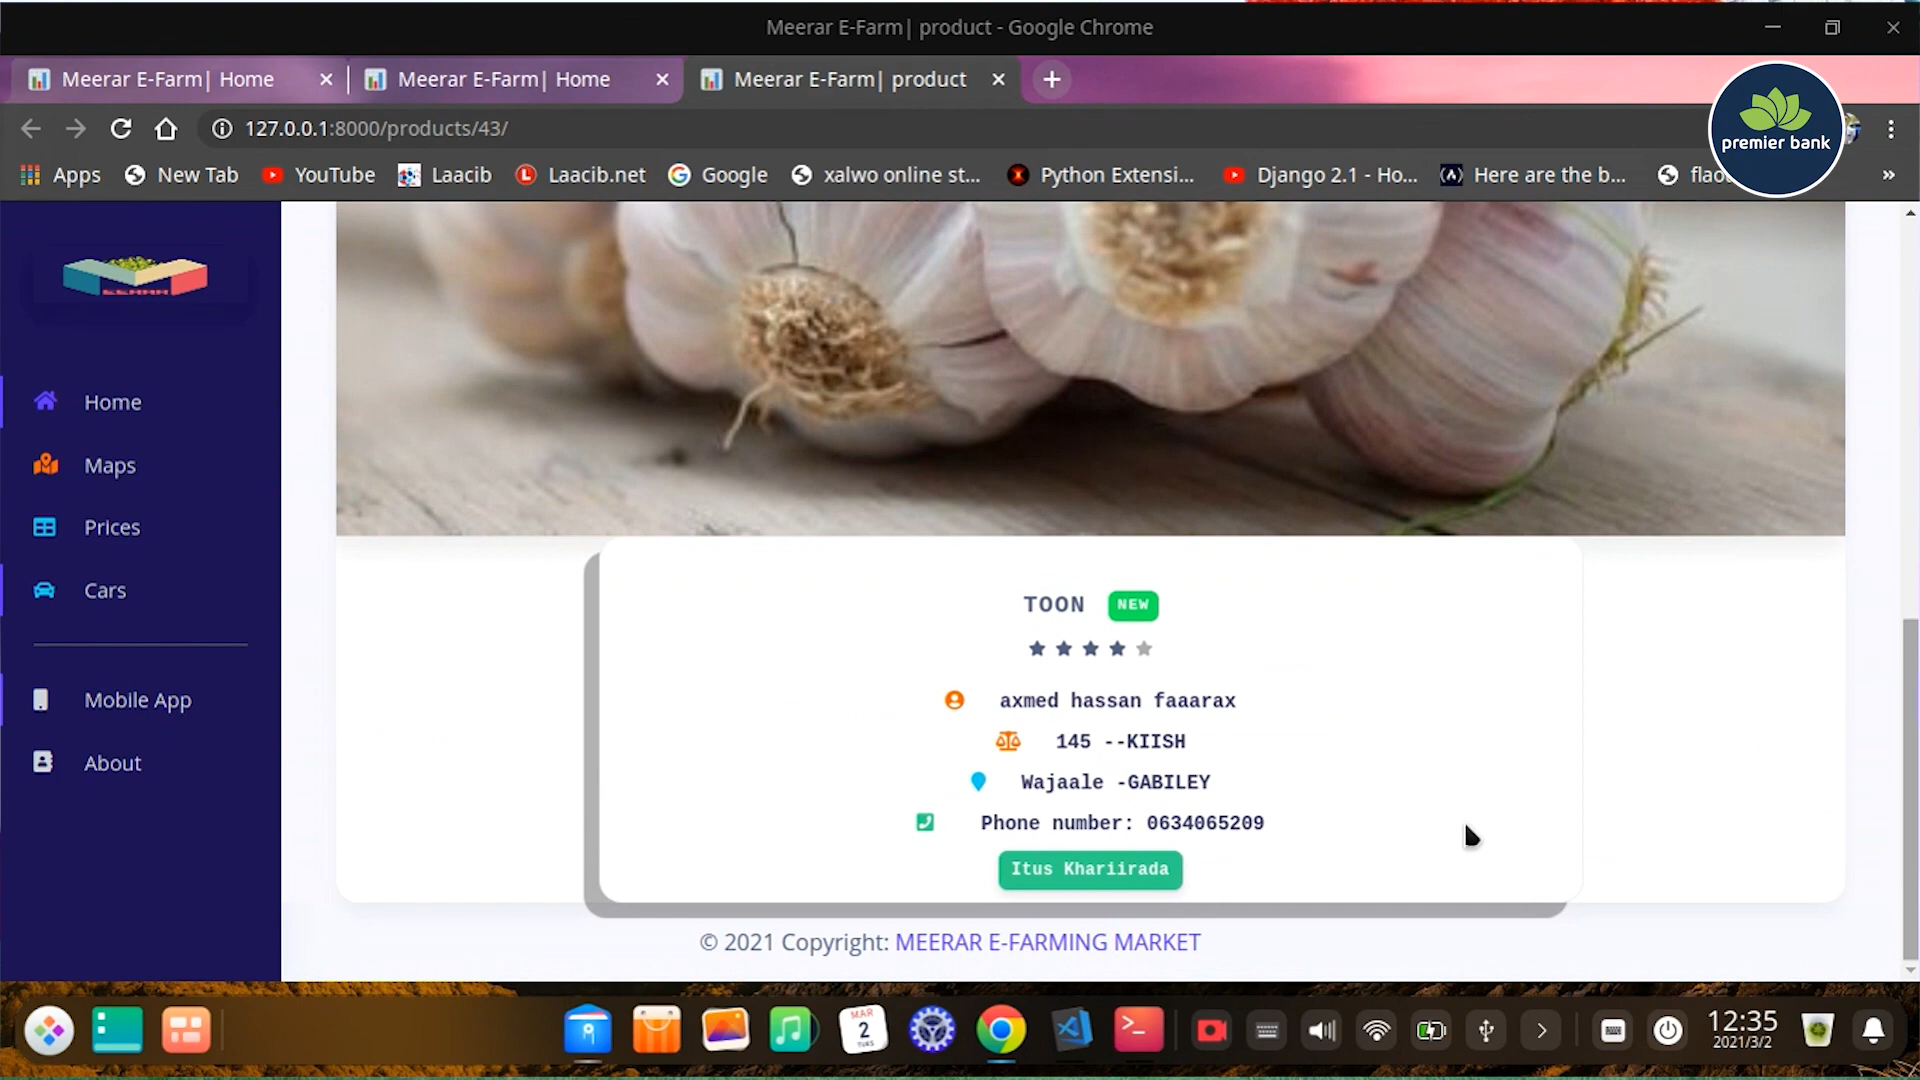 Meerar E-Farm| product - Google Chrome
Meerar E-Farm| Home
Meerar E-Farm| Home
Meerar E-Farm| product
premier bank
127.0.0.1:8000/products/43/
Apps
New Tab
YouTube
Laacib
Laacib.net
Google
xalwo online st...
Python Extensi...
Django 2.1 - Ho...
Here are the b...
Home
Maps
Prices
Cars
Mobile App
About
TOON NEW
axmed hassan faaarax
145 --KIISH
Wajaale -GABILEY
Phone number: 0634065209
Itus Khariirada
© 2021 Copyright: MEERAR E-FARMING MARKET
MAR
2
TUES
12:35
2021/3/2